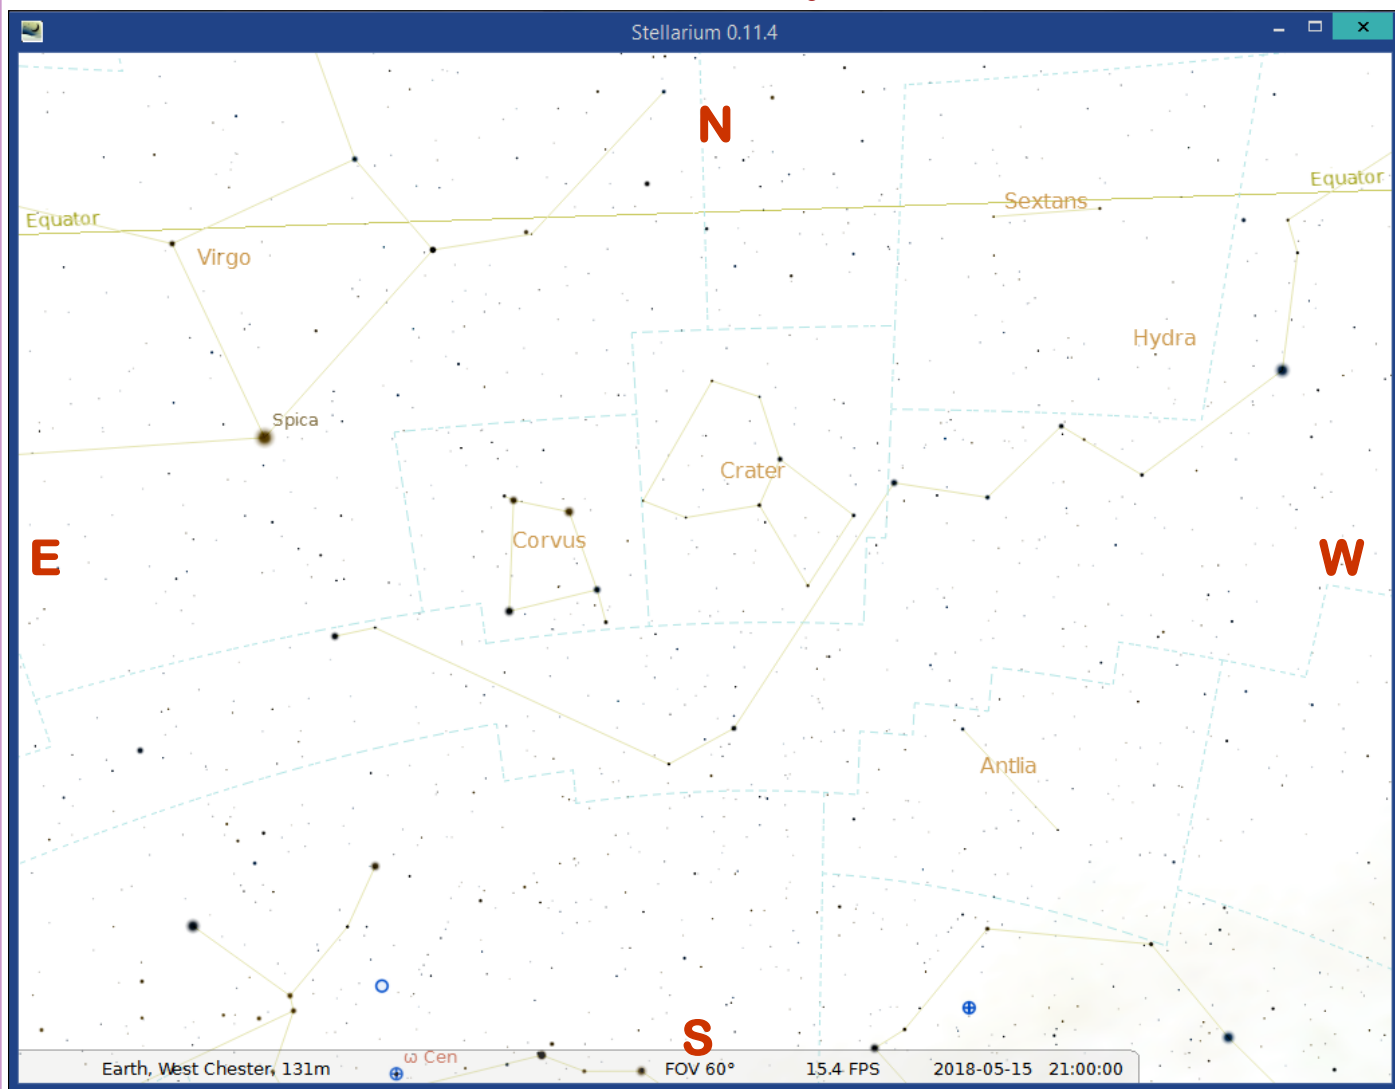 Stellarium 0.11.4
N
Equator
Sextans
Equator
Virgo
Hydra
Spica
Crater
Corvus
E
W
Antlia
S
ω Cen
Earth, West Chester, 131m FOV 60° 15.4 FPS 2018-05-15 21:00:00